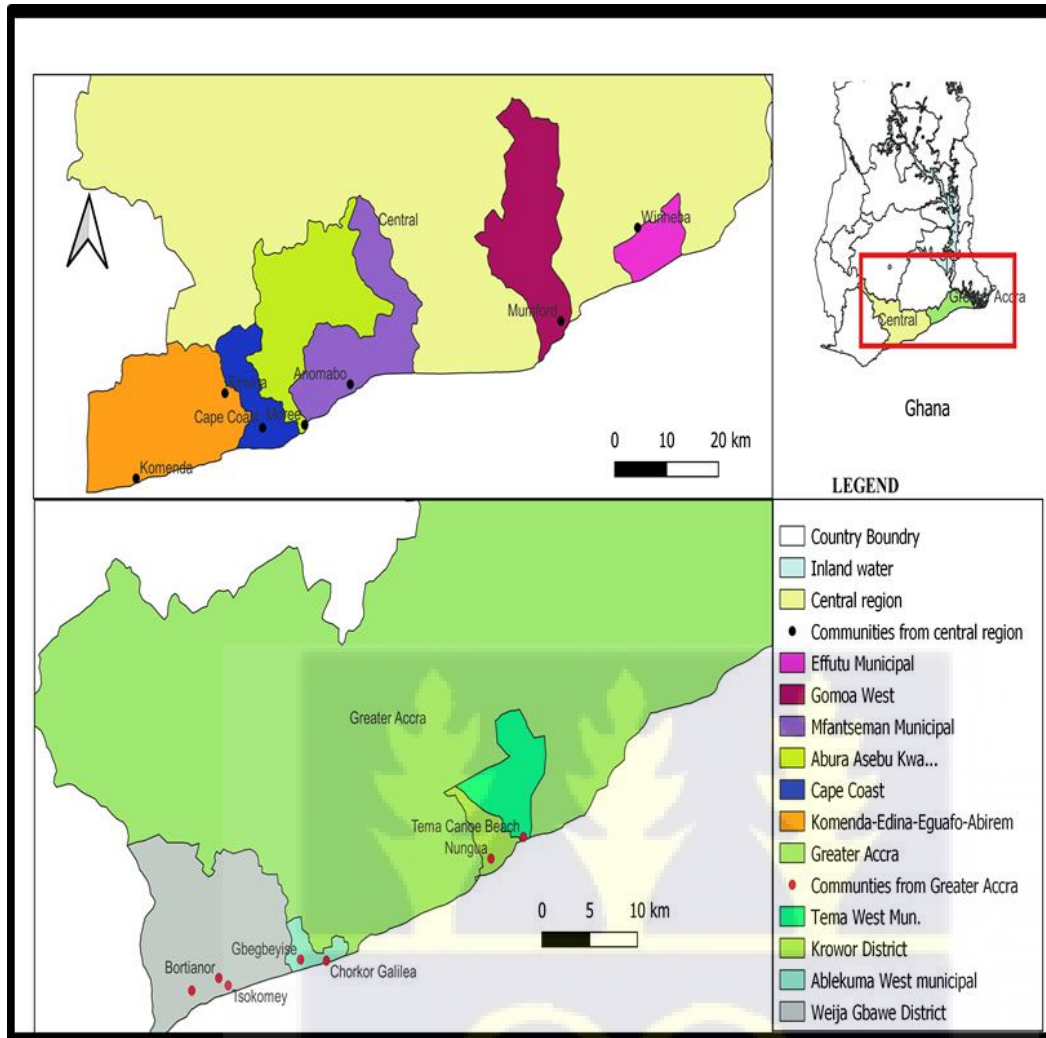 Central
Winneba
Mumford
Anomabo
Elmina
Cape Coast
Moree
Komenda
0 10 20 km
Greater Accra
Central
Ghana
LEGEND
Country Boundry
Inland water
Central region
Communities from central region
Effutu Municipal
Gomoa West
Mfantseman Municipal
Abura Asebu Kwa...
Cape Coast
Komenda-Edina-Eguafo-Abirem
Greater Accra
Communties from Greater Accra
Tema West Mun.
Krowor District
Ablekuma West municipal
Weija Gbawe District
Greater Accra
Tema Canoe Beach
Nungua
0 5 10 km
Gbegbeyise
Bortianor
Chorkor Galilea
Tsokomey